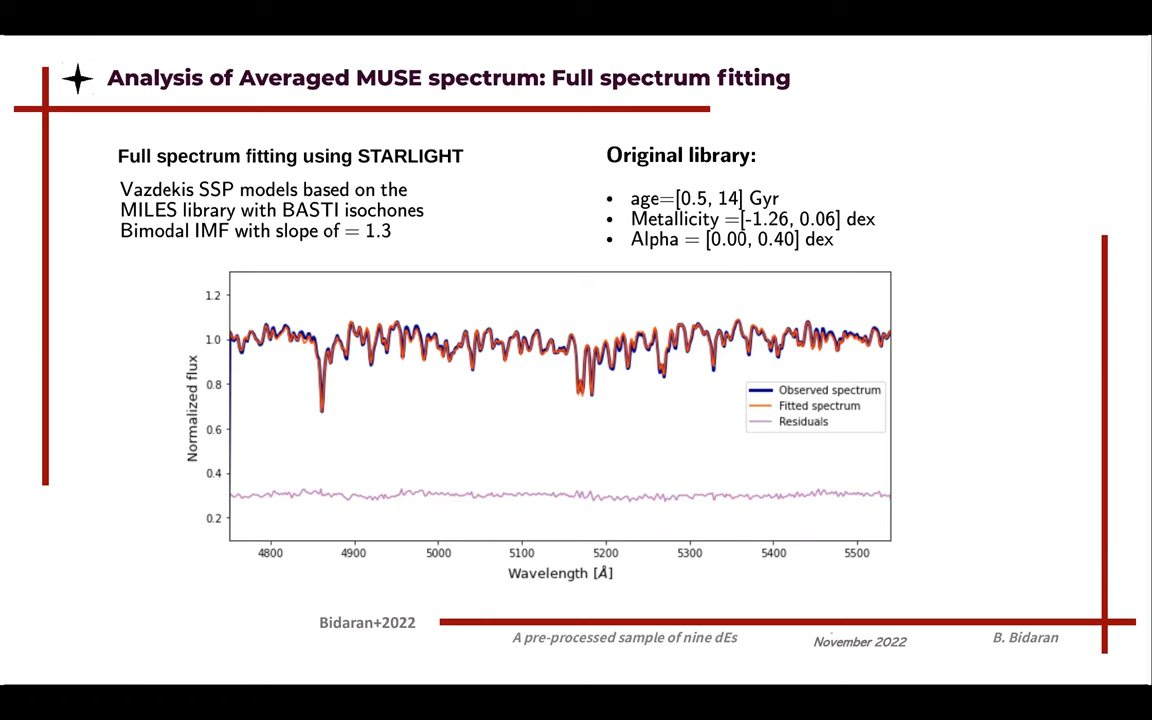 Analysis of Averaged MUSE spectrum: Full spectrum fitting
Full spectrum fitting using STARLIGHT
Vazdekis SSP models based on the
MILES library with BASTI isochones
Bimodal IMF with slope of = 1.3
Original library:
• age=[0.5, 14] Gyr
• Metallicity =[-1.26, 0.06] dex
• Alpha = [0.00, 0.40] dex
Normalized flux
1.2
1.0
0.8
0.6
0.4
0.2
Observed spectrum
Fitted spectrum
Residuals
4800 4900 5000 5100 5200 5300 5400 5500
Wavelength [Å]
Bidaran+2022
A pre-processed sample of nine dEs
November 2022
B. Bidaran